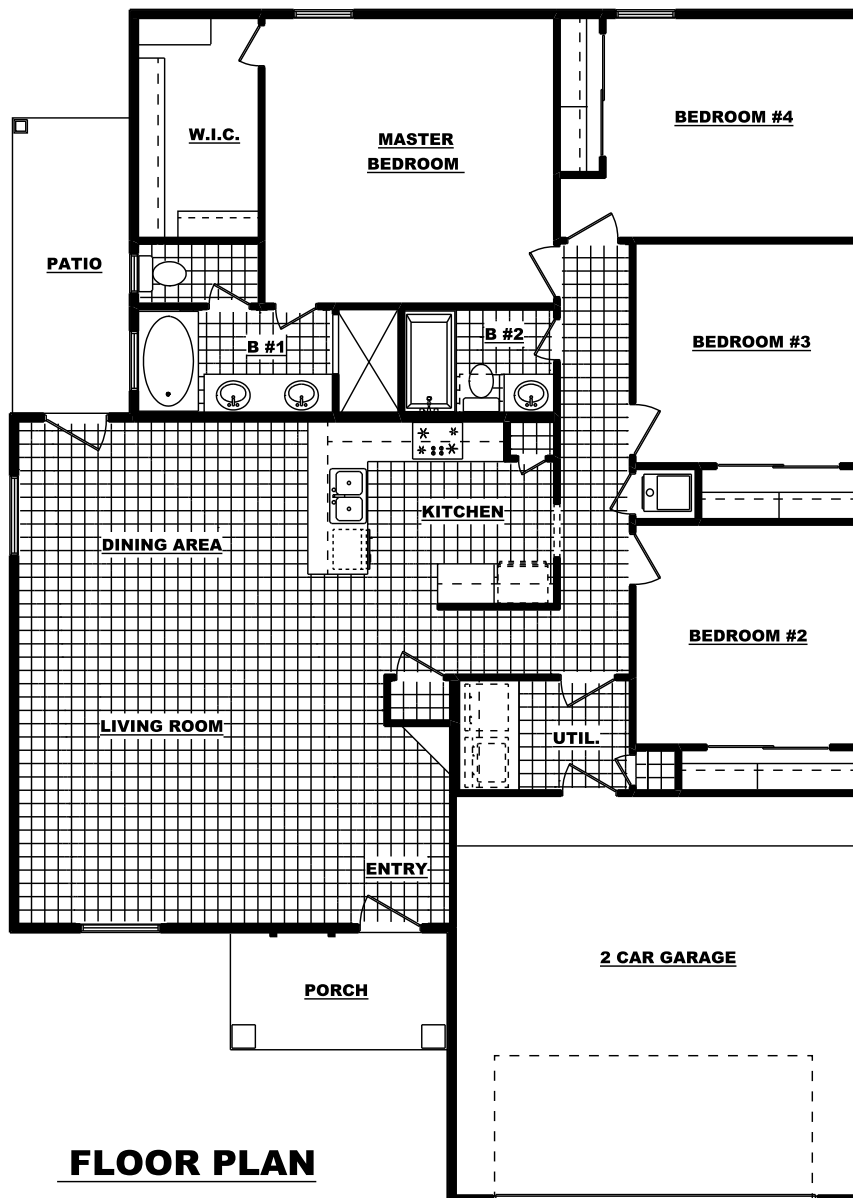 W.I.C.
MASTER
BEDROOM
BEDROOM #4
PATIO
B #1
B #2
BEDROOM #3
KITCHEN
DINING AREA
BEDROOM #2
LIVING ROOM
UTIL.
ENTRY
2 CAR GARAGE
PORCH
FLOOR PLAN